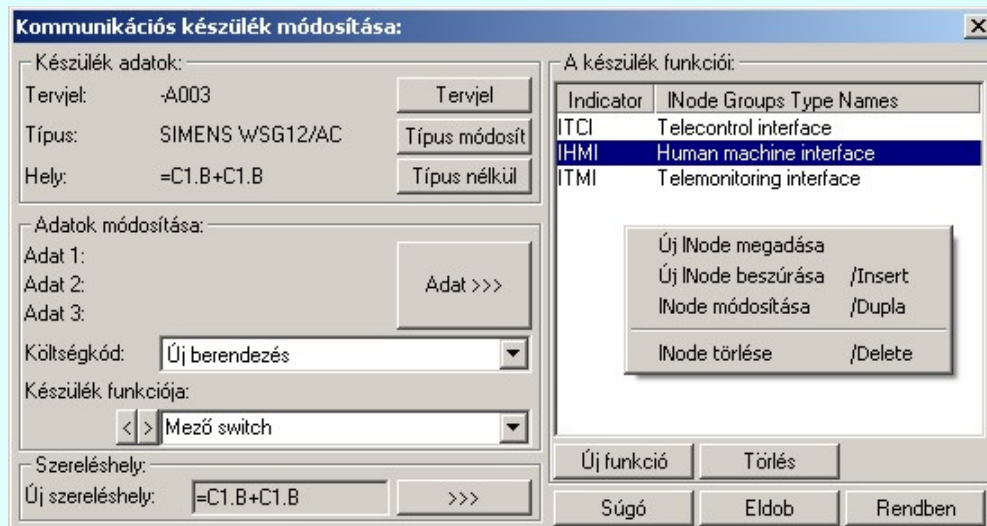 Kommunikációs készülék módosítása:
Készülék adatok:
Tervjel: -A003 Tervjel
Típus: SIMENS WSG12/AC Típus módosít
Hely: =C1.B+C1.B Típus nélkül
Adatok módosítása:
Adat 1:
Adat 2:
Adat 3:
Adat >>>
Költségkód: Új berendezés
Készülék funkciója:
< > Mező switch
Szereléshely:
Új szereléshely: =C1.B+C1.B >>>
A készülék funkciói:
Indicator lNode Groups Type Names
ITCI Telecontrol interface
IHMI Human machine interface
ITMI Telemonitoring interface
Új lNode megadása
Új lNode beszúrása /Insert
lNode módosítása /Dupla
lNode törlése /Delete
Új funkció Törlés
Súgó Eldob Rendben